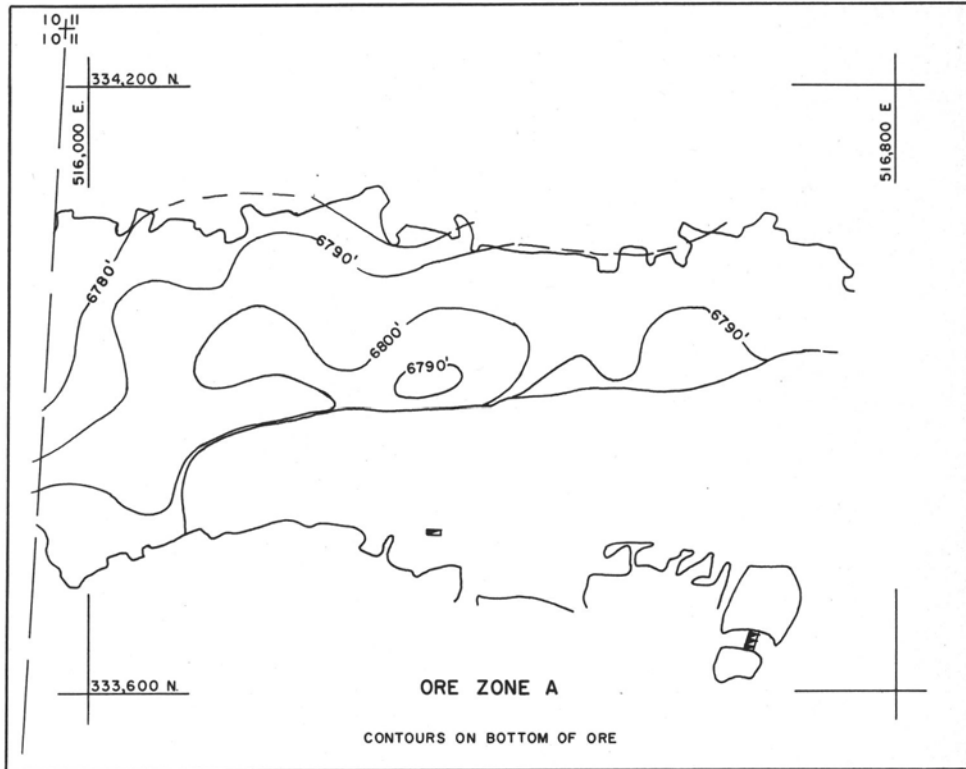 10 11
10 11
334,200 N.
516,000 E.
516,800 E
6780'
6790'
6800'
6790'
6790'
333,600 N.
ORE ZONE A
CONTOURS ON BOTTOM OF ORE